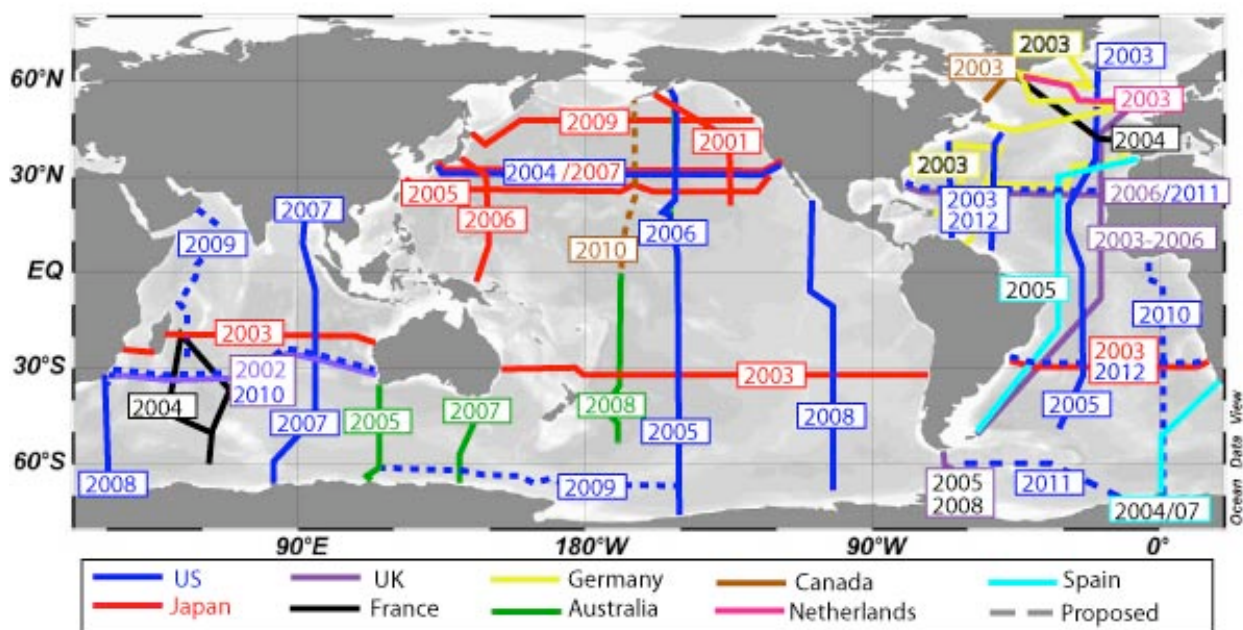 2003
2003
60°N
2003
2003
2009
2001
2004
30°N
2004/2007
2003
2005
2007
2006
2006
2003
2012
2006/2011
2009
2010
2003-2006
EQ
2005
2010
2003
30°S
2002
2010
2003
2003
2012
2004
2005
2007
2008
2007
2005
2008
2005
60°S
2008
2009
2005
2008
2011
2004/07
Ocean Data View
90°E
180°W
90°W
0°
US
UK
Germany
Canada
Spain
Japan
France
Australia
Netherlands
Proposed